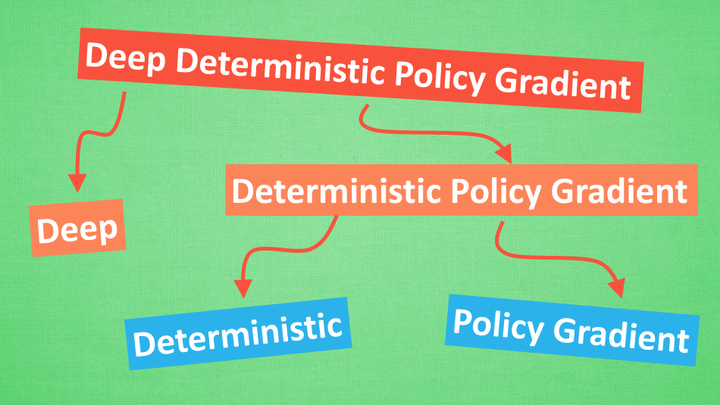 Deep Deterministic Policy Gradient
Deterministic Policy Gradient
Deep
Deterministic
Policy Gradient